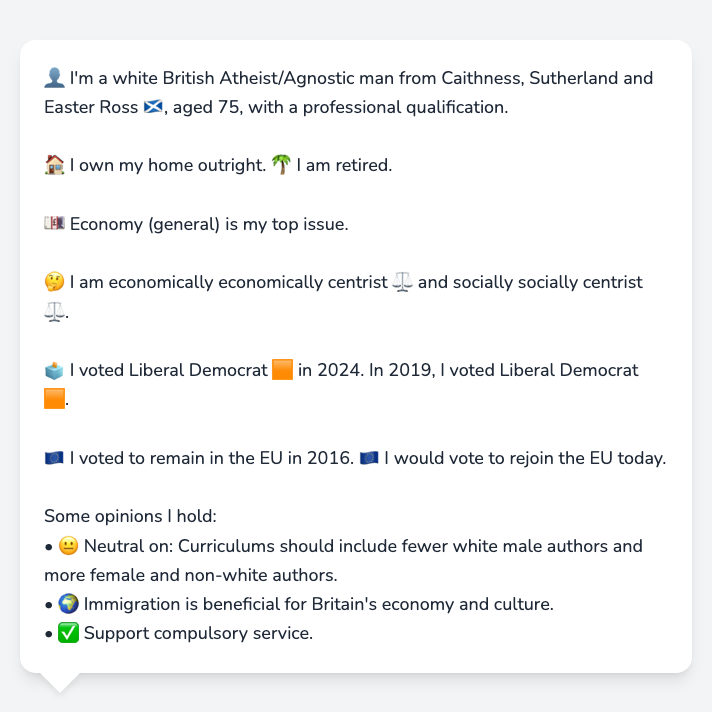 👤 I'm a white British Atheist/Agnostic man from Caithness, Sutherland and
Easter Ross 🏴󠁧󠁢󠁳󠁣󠁴󠁿, aged 75, with a professional qualification.
🏠 I own my home outright. 🌴 I am retired.
💷 Economy (general) is my top issue.
🤔 I am economically economically centrist ⚖️ and socially socially centrist
⚖️.
🗳️ I voted Liberal Democrat 🟧 in 2024. In 2019, I voted Liberal Democrat
🟧.
🇪🇺 I voted to remain in the EU in 2016. 🇪🇺 I would vote to rejoin the EU today.
Some opinions I hold:
• 😐 Neutral on: Curriculums should include fewer white male authors and
more female and non-white authors.
• 🌍 Immigration is beneficial for Britain's economy and culture.
• ✅ Support compulsory service.